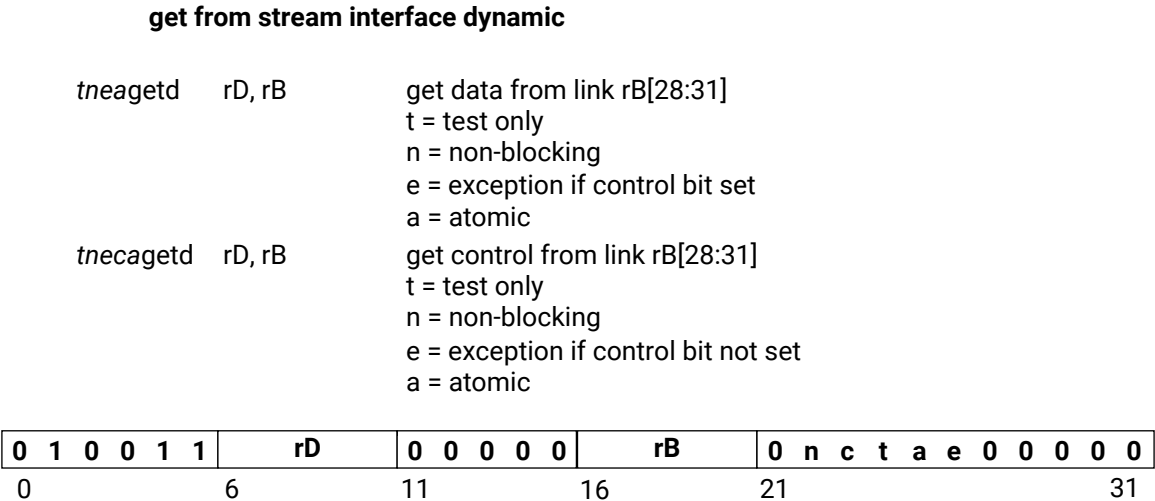 get from stream interface dynamic
tneagetd rD, rB get data from link rB[28:31]
t = test only
n = non-blocking
e = exception if control bit set
a = atomic
tnecagetd rD, rB get control from link rB[28:31]
t = test only
n = non-blocking
e = exception if control bit not set
a = atomic
0 1 0 0 1 1 rD 0 0 0 0 0 rB 0 n c t a e 0 0 0 0 0
0 6 11 16 21 31